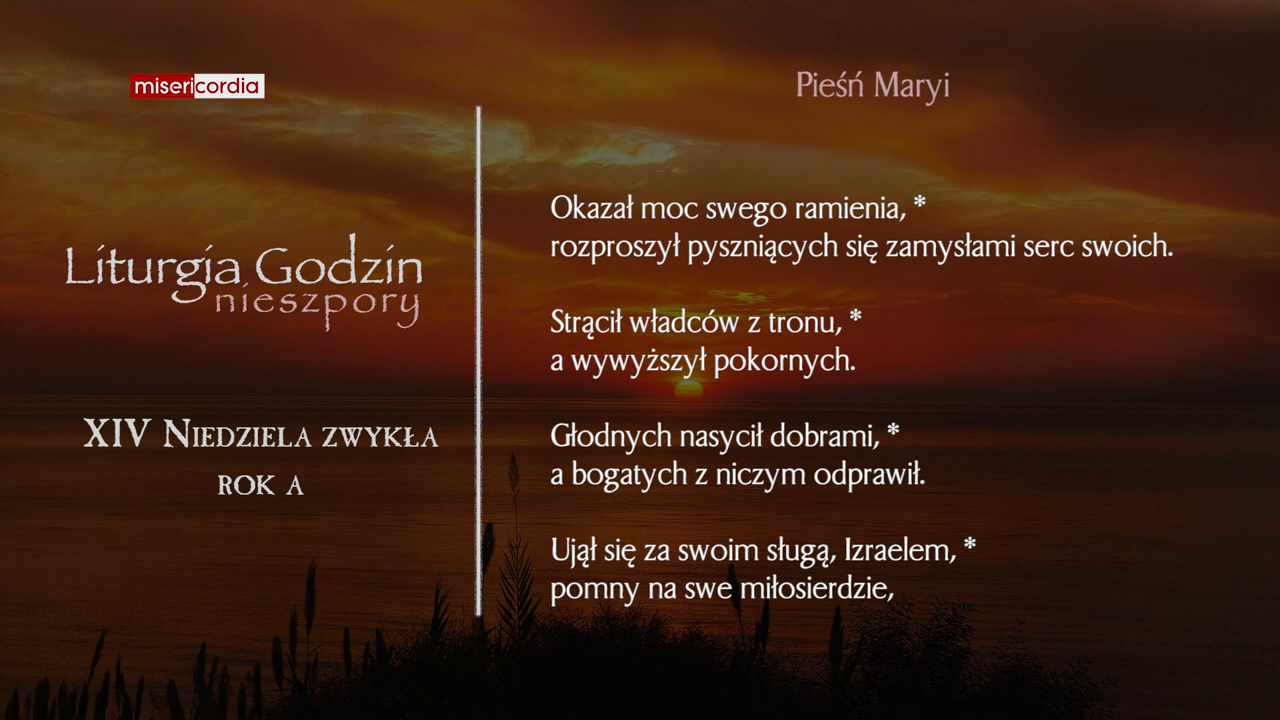 misericordia
Liturgia Godzin
nieszpory
XIV Niedziela zwykła
rok A
Pieśń Maryi
Okazał moc swego ramienia, *
rozproszył pyszniących się zamysłami serc swoich.
Strącił władców z tronu, *
a wywyższył pokornych.
Głodnych nasycił dobrami, *
a bogatych z niczym odprawił.
Ujął się za swoim sługą, Izraelem, *
pomny na swe miłosierdzie,